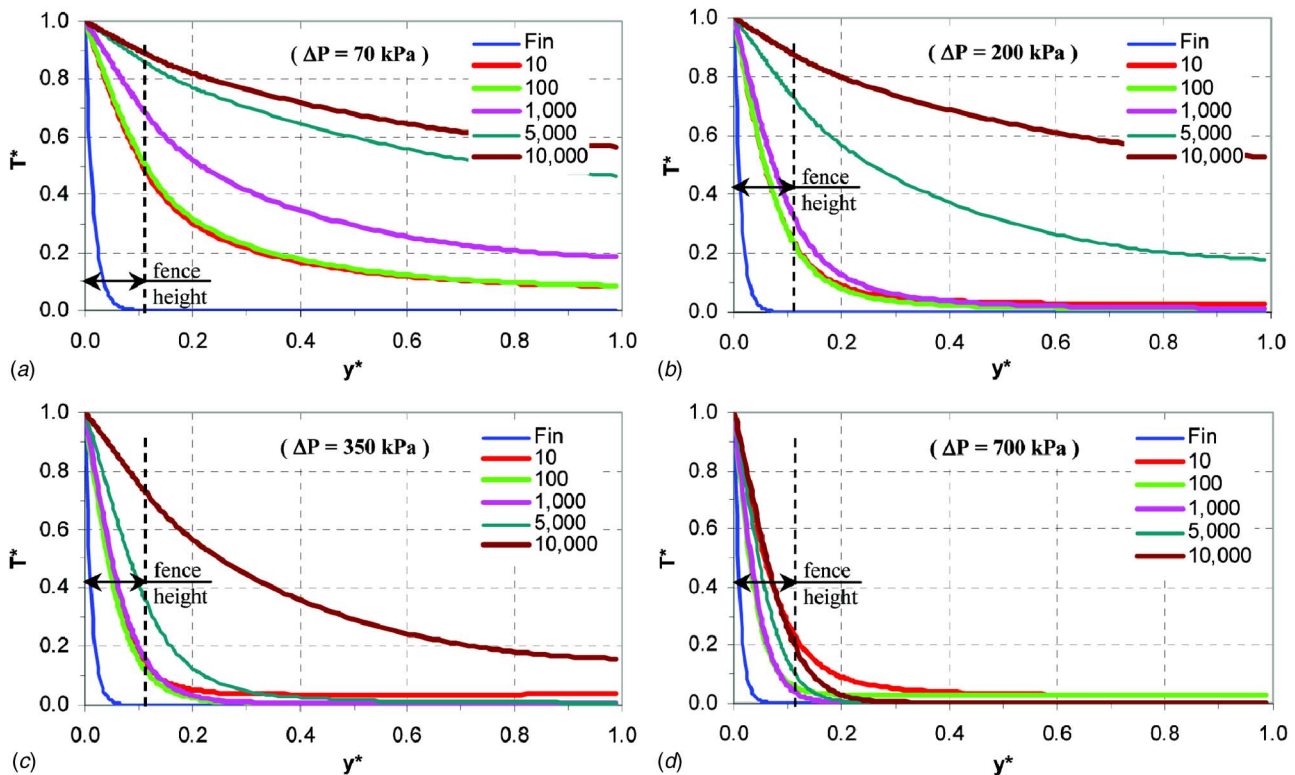 ( ΔP = 70 kPa )
Fin
10
100
1,000
5,000
10,000
T*
1.0
0.8
0.6
0.4
0.2
0.0
fence
height
0.0 0.2 0.4 0.6 0.8 1.0
(a)
y*
( ΔP = 200 kPa )
Fin
10
100
1,000
5,000
10,000
T*
1.0
0.8
0.6
0.4
0.2
0.0
fence
height
0.0 0.2 0.4 0.6 0.8 1.0
(b)
y*
( ΔP = 350 kPa )
Fin
10
100
1,000
5,000
10,000
T*
1.0
0.8
0.6
0.4
0.2
0.0
fence
height
0.0 0.2 0.4 0.6 0.8 1.0
(c)
y*
( ΔP = 700 kPa )
Fin
10
100
1,000
5,000
10,000
T*
1.0
0.8
0.6
0.4
0.2
0.0
fence
height
0.0 0.2 0.4 0.6 0.8 1.0
(d)
y*